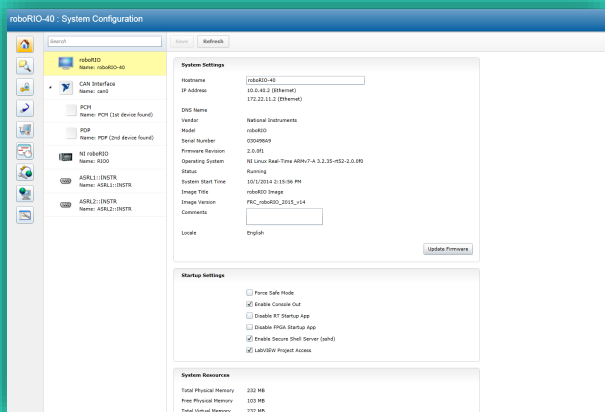 roboRIO-40 : System Configuration
Search
Save Refresh
roboRIO
Name: roboRIO-40
CAN Interface
Name: can0
PCM
Name: PCM (1st device found)
PDP
Name: PDP (2nd device found)
NI roboRIO
Name: RIO0
ASRL1::INSTR
Name: ASRL1::INSTR
ASRL2::INSTR
Name: ASRL2::INSTR
System Settings
Hostname roboRIO-40
IP Address 10.0.40.2 (Ethernet)
172.22.11.2 (Ethernet)
DNS Name
Vendor National Instruments
Model roboRIO
Serial Number 030498A9
Firmware Revision 2.0.0f1
Operating System NI Linux Real-Time ARMv7-A 3.2.35-rt52-2.0.0f0
Status Running
System Start Time 10/1/2014 2:15:56 PM
Image Title roboRIO Image
Image Version FRC_roboRIO_2015_v14
Comments
Locale English
Update Firmware
Startup Settings
Force Safe Mode
Enable Console Out
Disable RT Startup App
Disable FPGA Startup App
Enable Secure Shell Server (sshd)
LabVIEW Project Access
System Resources
Total Physical Memory 232 MB
Free Physical Memory 103 MB
Total Virtual Memory 232 MB